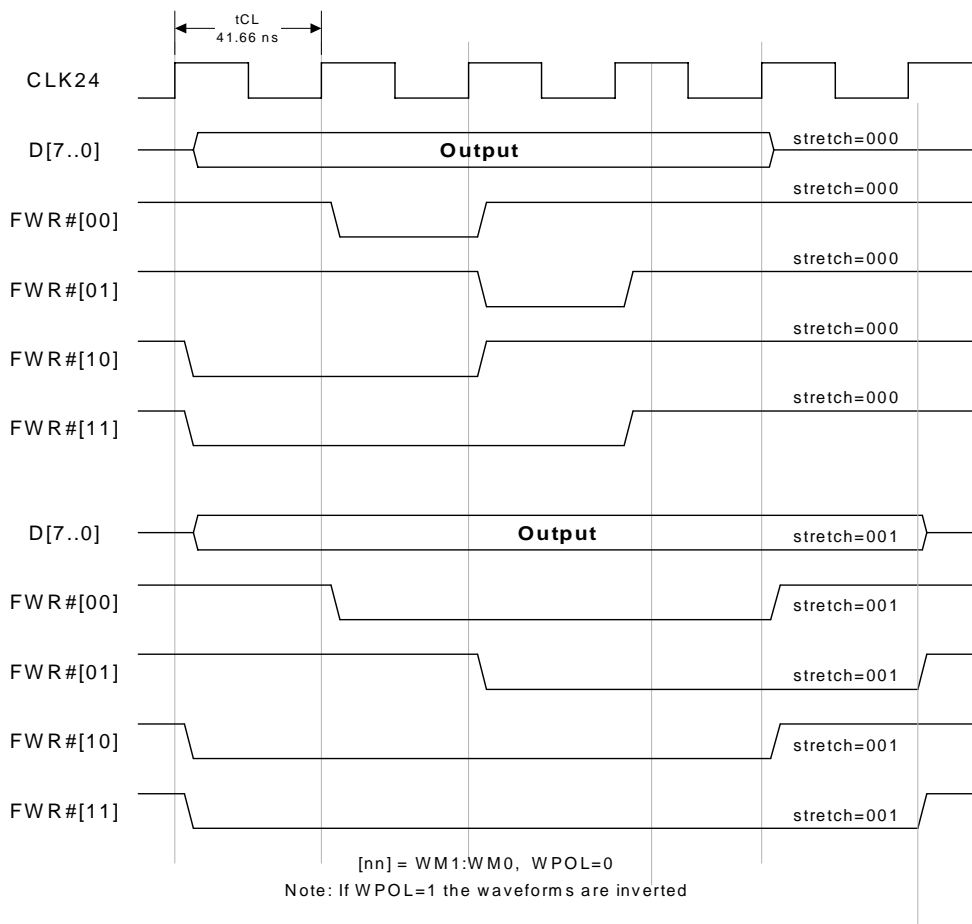 tCL
41.66 ns
CLK24
D[7..0]
Output
stretch=000
FWR#[00]
stretch=000
FWR#[01]
stretch=000
FWR#[10]
stretch=000
FWR#[11]
stretch=000
D[7..0]
Output
stretch=001
FWR#[00]
stretch=001
FWR#[01]
stretch=001
FWR#[10]
stretch=001
FWR#[11]
stretch=001
[nn] = WM1:WM0, WPOL=0
Note: If WPOL=1 the waveforms are inverted